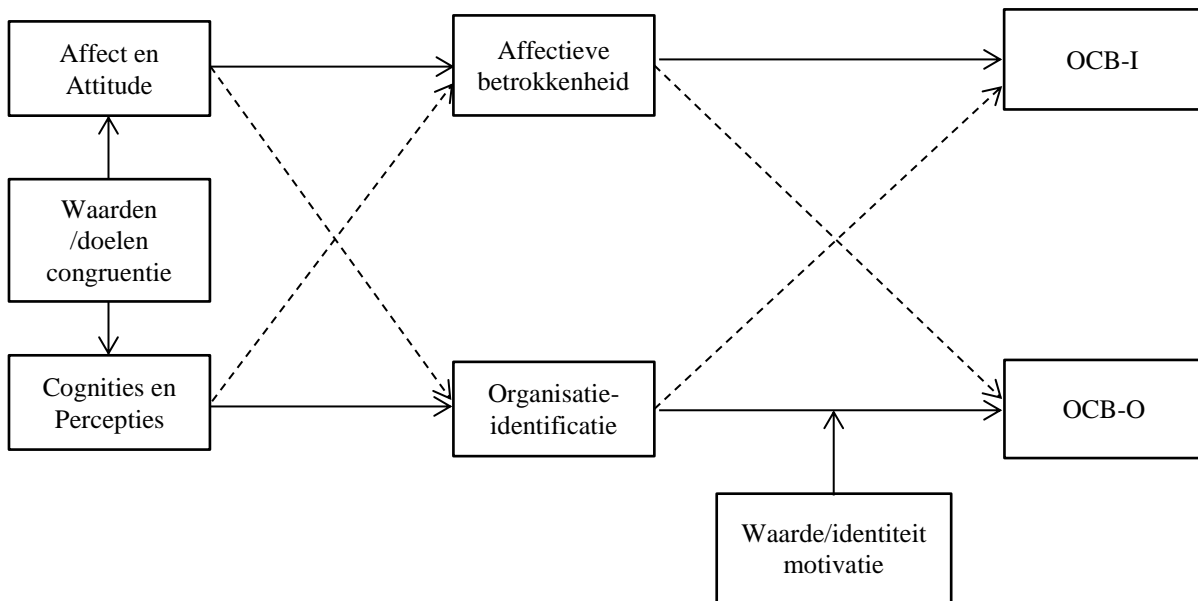 Affect en
Attitude
Affectieve
betrokkenheid
OCB-I
Waarden
/doelen
congruentie
Cognities en
Percepties
Organisatie-
identificatie
OCB-O
Waarde/identiteit
motivatie